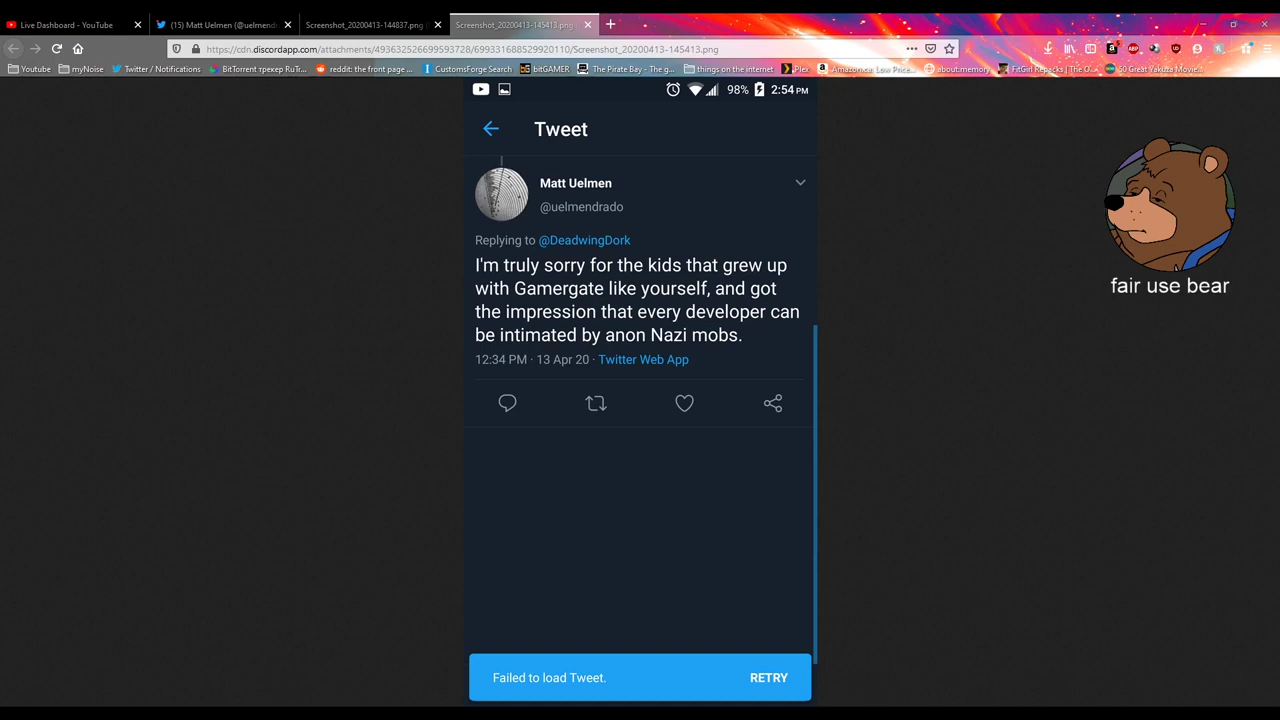 Live Dashboard - YouTube
(15) Matt Uelmen (@uelmend
Screenshot_20200413-144837.png (
Screenshot_20200413-145413.png
https://cdn.discordapp.com/attachments/493632526699593728/699331688529920110/Screenshot_20200413-145413.png
Youtube
myNoise
Twitter / Notifications
BitTorrent трекер RuTr...
reddit: the front page ...
CustomsForge Search
bitGAMER
The Pirate Bay - The g...
things on the internet
Plex
Amazon.ca: Low Price...
about:memory
FitGirl Repacks | The O...
50 Great Yakuza Movie...
98%
2:54 PM
Tweet
Matt Uelmen
@uelmendrado
Replying to @DeadwingDork
I'm truly sorry for the kids that grew up
with Gamergate like yourself, and got
the impression that every developer can
be intimated by anon Nazi mobs.
12:34 PM · 13 Apr 20 · Twitter Web App
Failed to load Tweet.
RETRY
fair use bear